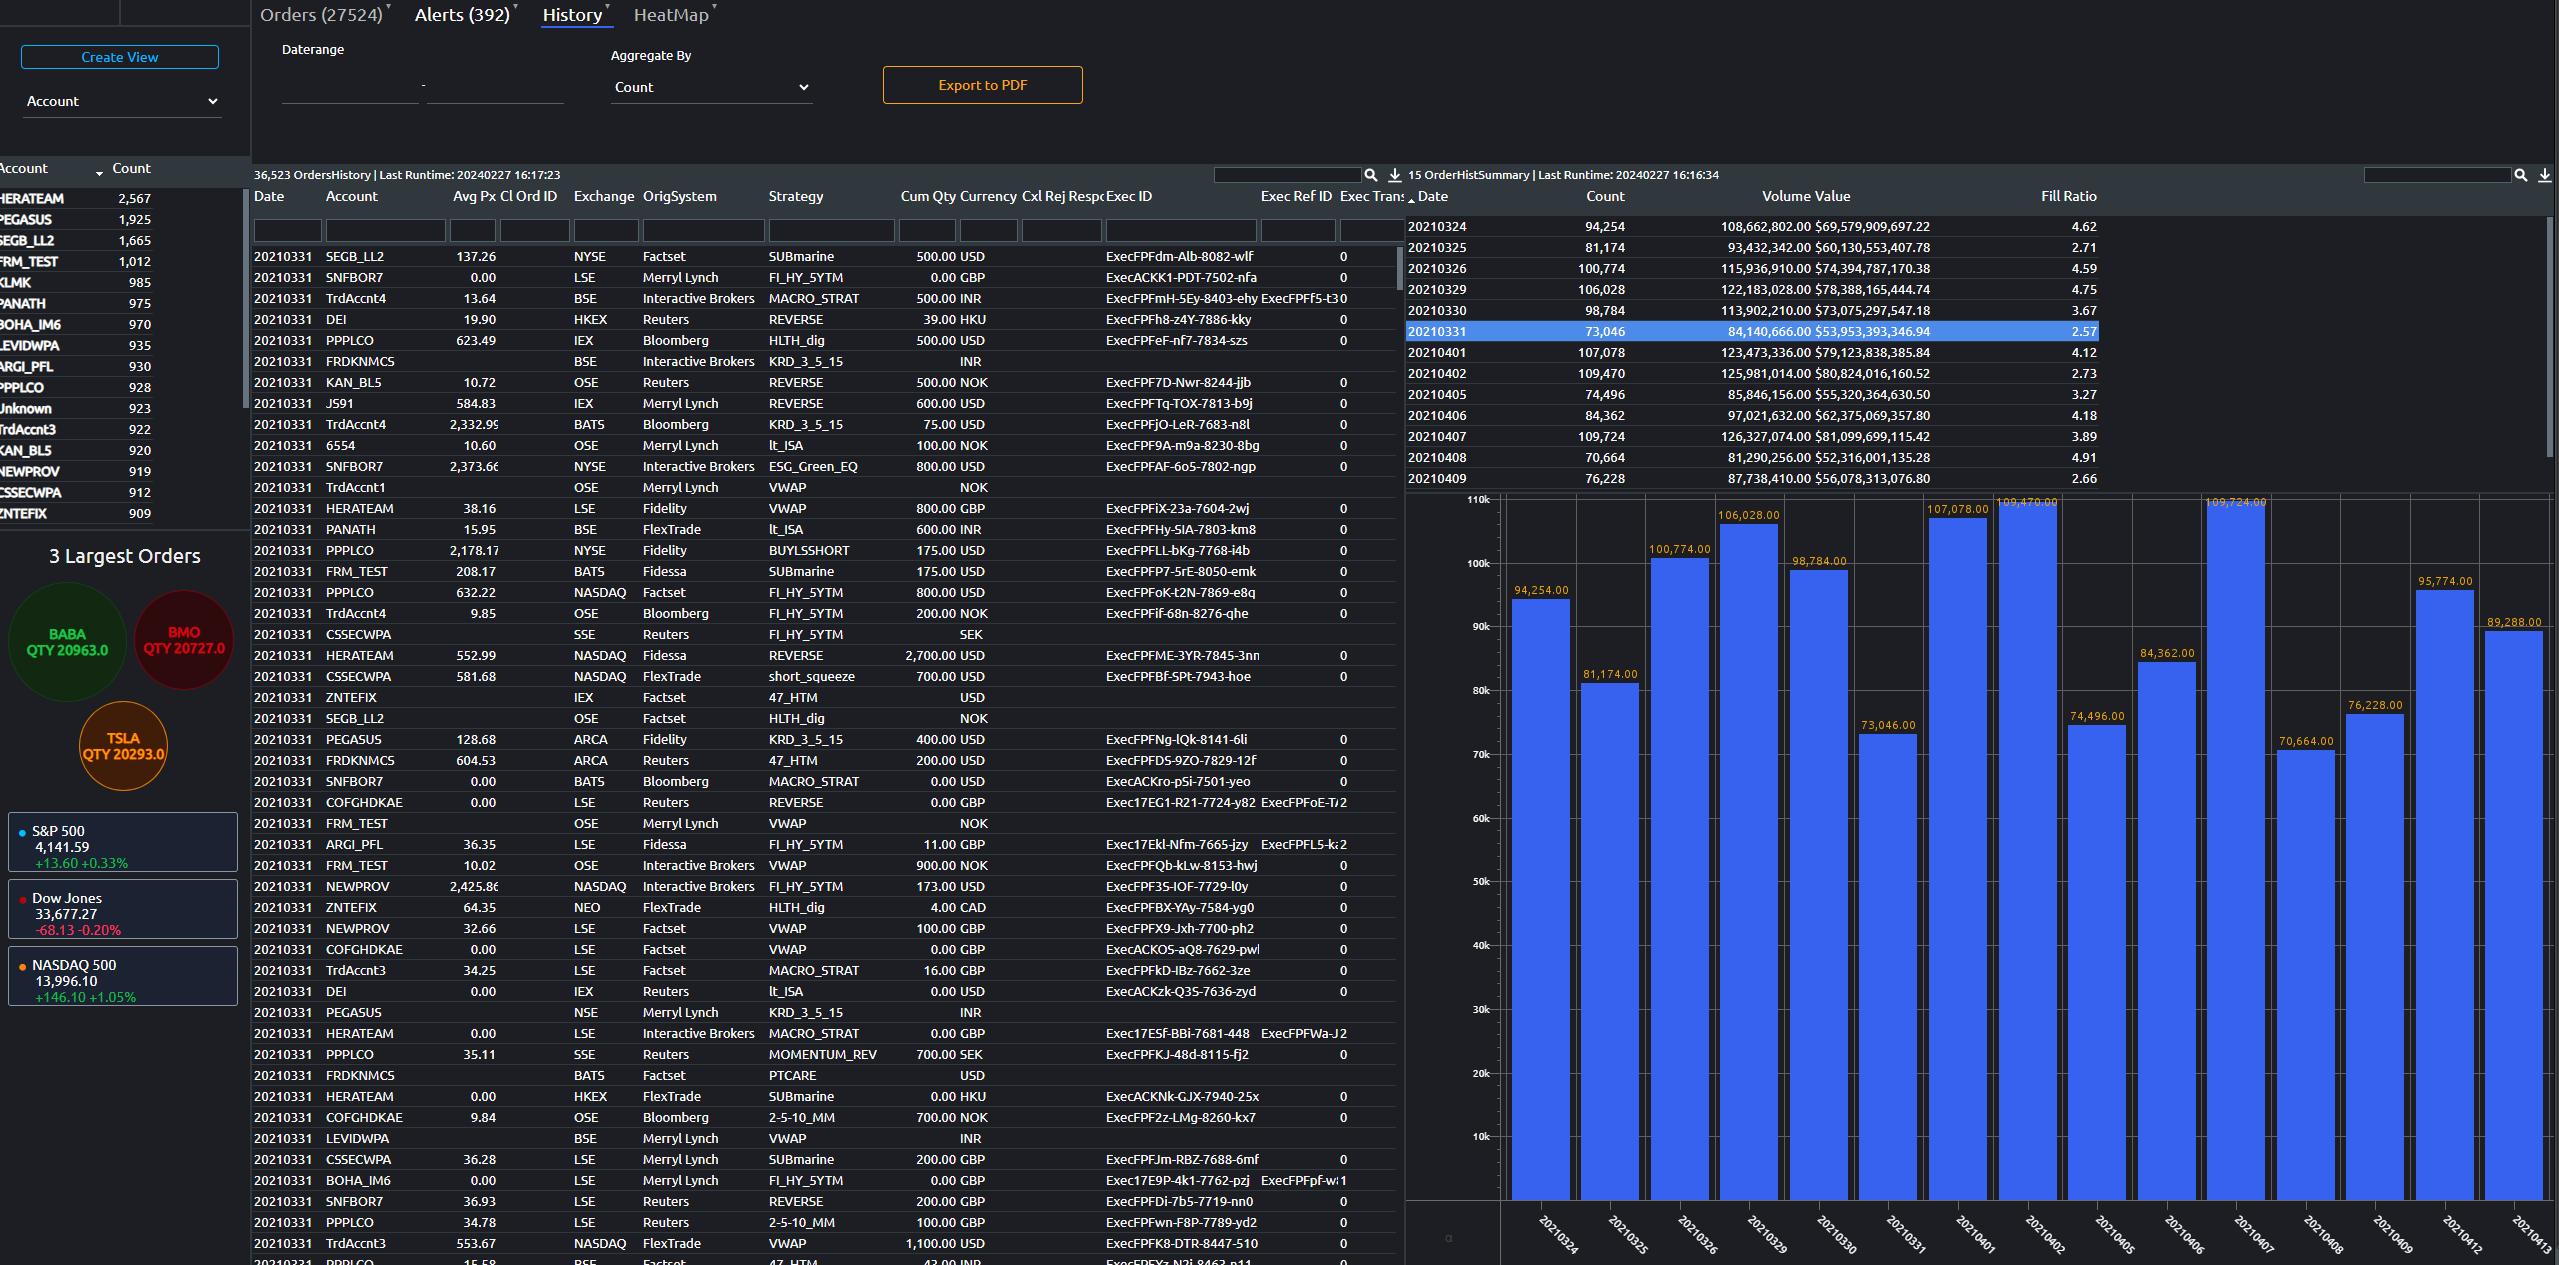 Orders (27524) Alerts (392) History HeatMap
Create View
Account
Daterange
-
Aggregate By
Count
Export to PDF
Account Count
HERATEAM 2,567
PEGASUS 1,925
SEGB_LL2 1,665
FRM_TEST 1,012
KLMK 985
PANATH 975
BOHA_IM6 970
LEVIDWPA 935
ARGI_PFL 930
PPPLCO 928
Unknown 923
TrdAccnt3 922
KAN_BL5 920
NEWPROV 919
CSSECWPA 912
ZNTEFIX 909
3 Largest Orders
BABA
QTY 20963.0
BMO
QTY 20727.0
TSLA
QTY 20293.0
S&P 500
4,141.59
+13.60 +0.33%
Dow Jones
33,677.27
-68.13 -0.20%
NASDAQ 500
13,996.10
+146.10 +1.05%
36,523 OrdersHistory | Last Runtime: 20240227 16:17:23
Date Account Avg Px Cl Ord ID Exchange OrigSystem Strategy Cum Qty Currency Cxl Rej Respo Exec ID Exec Ref ID Exec Trans
20210331 SEGB_LL2 137.26 NYSE Factset SUBmarine 500.00 USD ExecFPFdm-Alb-8082-wlf 0
20210331 SNFBOR7 0.00 LSE Merryl Lynch FI_HY_5YTM 0.00 GBP ExecACKK1-PDT-7502-nfa 0
20210331 TrdAccnt4 13.64 BSE Interactive Brokers MACRO_STRAT 500.00 INR ExecFPFmH-5Ey-8403-ehy ExecFPFf5-t3 0
20210331 DEI 19.90 HKEX Reuters REVERSE 39.00 HKU ExecFPFh8-z4Y-7886-kky 0
20210331 PPPLCO 623.49 IEX Bloomberg HLTH_dig 500.00 USD ExecFPFeF-nf7-7834-szs 0
20210331 FRDKNMCS BSE Interactive Brokers KRD_3_5_15 INR
20210331 KAN_BL5 10.72 OSE Reuters REVERSE 500.00 NOK ExecFPF7D-Nwr-8244-jjb 0
20210331 JS91 584.83 IEX Merryl Lynch REVERSE 600.00 USD ExecFPFTq-TOX-7813-b9j 0
20210331 TrdAccnt4 2,332.99 BATS Bloomberg KRD_3_5_15 75.00 USD ExecFPFjO-LeR-7683-n8l 0
20210331 6554 10.60 OSE Merryl Lynch lt_ISA 100.00 NOK ExecFPF9A-m9a-8230-8bg 0
20210331 SNFBOR7 2,373.66 NYSE Interactive Brokers ESG_Green_EQ 800.00 USD ExecFPFAF-6o5-7802-ngp 0
20210331 TrdAccnt1 OSE Merryl Lynch VWAP NOK
20210331 HERATEAM 38.16 LSE Fidelity VWAP 800.00 GBP ExecFPFiX-23a-7604-2wj 0
20210331 PANATH 15.95 BSE FlexTrade lt_ISA 600.00 INR ExecFPFHy-SIA-7803-km8 0
20210331 PPPLCO 2,178.17 NYSE Fidelity BUYLSSHORT 175.00 USD ExecFPFLL-bKg-7768-i4b 0
20210331 FRM_TEST 208.17 BATS Fidessa SUBmarine 175.00 USD ExecFPFP7-5rE-8050-emk 0
20210331 PPPLCO 632.22 NASDAQ Factset FI_HY_5YTM 800.00 USD ExecFPFoK-t2N-7869-e8q 0
20210331 TrdAccnt4 9.85 OSE Bloomberg FI_HY_5YTM 200.00 NOK ExecFPFif-68n-8276-qhe 0
20210331 CSSECWPA SSE Reuters FI_HY_5YTM SEK
20210331 HERATEAM 552.99 NASDAQ Fidessa REVERSE 2,700.00 USD ExecFPFME-3YR-7845-3nn 0
20210331 CSSECWPA 581.68 NASDAQ FlexTrade short_squeeze 700.00 USD ExecFPFBf-SPt-7943-hoe 0
20210331 ZNTEFIX IEX Factset 47_HTM USD
20210331 SEGB_LL2 OSE Factset HLTH_dig NOK
20210331 PEGASUS 128.68 ARCA Fidelity KRD_3_5_15 400.00 USD ExecFPFNg-lQk-8141-6li 0
20210331 FRDKNMCS 604.53 ARCA Reuters 47_HTM 200.00 USD ExecFPFDS-9ZO-7829-12f 0
20210331 SNFBOR7 0.00 BATS Bloomberg MACRO_STRAT 0.00 USD ExecACKro-pSi-7501-yeo 0
20210331 COFGHDKAE 0.00 LSE Reuters REVERSE 0.00 GBP Exec17EG1-R21-7724-y82 ExecFPFoE-T 2
20210331 FRM_TEST OSE Merryl Lynch VWAP NOK
20210331 ARGI_PFL 36.35 LSE Fidessa FI_HY_5YTM 11.00 GBP Exec17Ekl-Nfm-7665-jzy ExecFPFL5-k 2
20210331 FRM_TEST 10.02 OSE Interactive Brokers VWAP 900.00 NOK ExecFPFQb-kLw-8153-hwj 0
20210331 NEWPROV 2,425.86 NASDAQ Interactive Brokers FI_HY_5YTM 173.00 USD ExecFPF3S-IOF-7729-l0y 0
20210331 ZNTEFIX 64.35 NEO FlexTrade HLTH_dig 4.00 CAD ExecFPFBX-YAy-7584-yg0 0
20210331 NEWPROV 32.66 LSE Factset VWAP 100.00 GBP ExecFPFX9-Jxh-7700-ph2 0
20210331 COFGHDKAE 0.00 LSE Factset VWAP 0.00 GBP ExecACKOS-aQ8-7629-pwl 0
20210331 TrdAccnt3 34.25 LSE Factset MACRO_STRAT 16.00 GBP ExecFPFkD-IBz-7662-3ze 0
20210331 DEI 0.00 IEX Reuters lt_ISA 0.00 USD ExecACKzk-Q3S-7636-zyd 0
20210331 PEGASUS NSE Merryl Lynch KRD_3_5_15 INR
20210331 HERATEAM 0.00 LSE Interactive Brokers MACRO_STRAT 0.00 GBP Exec17ESf-BBi-7681-448 ExecFPFWa-J 2
20210331 PPPLCO 35.11 SSE Reuters MOMENTUM_REV 700.00 SEK ExecFPFKJ-48d-8115-fj2 0
20210331 FRDKNMCS BATS Factset PTCARE USD
20210331 HERATEAM 0.00 HKEX FlexTrade SUBmarine 0.00 HKU ExecACKNk-GJX-7940-25x 0
20210331 COFGHDKAE 9.84 OSE Bloomberg 2-5-10_MM 700.00 NOK ExecFPF2z-LMg-8260-kx7 0
20210331 LEVIDWPA BSE Merryl Lynch VWAP INR
20210331 CSSECWPA 36.28 LSE Merryl Lynch SUBmarine 200.00 GBP ExecFPFJm-RBZ-7688-6mf 0
20210331 BOHA_IM6 0.00 LSE Merryl Lynch FI_HY_5YTM 0.00 GBP Exec17E9P-4k1-7762-pzj ExecFPFpf-w 1
20210331 SNFBOR7 36.93 LSE Reuters REVERSE 200.00 GBP ExecFPFDi-7b5-7719-nn0 0
20210331 PPPLCO 34.78 LSE Reuters 2-5-10_MM 100.00 GBP ExecFPFwn-F8P-7789-yd2 0
20210331 TrdAccnt3 553.67 NASDAQ FlexTrade VWAP 1,100.00 USD ExecFPFK8-DTR-8447-510 0
20210331 PPPLCO 15.58 BSE Factset 47_HTM 43.00 INR 0
15 OrderHistSummary | Last Runtime: 20240227 16:16:34
Date Count Volume Value Fill Ratio
20210324 94,254 108,662,802.00 $69,579,909,697.22 4.62
20210325 81,174 93,432,342.00 $60,130,553,407.78 2.71
20210326 100,774 115,936,910.00 $74,394,787,170.38 4.59
20210329 106,028 122,183,028.00 $78,388,165,444.74 4.75
20210330 98,784 113,902,210.00 $73,075,297,547.18 3.67
20210331 73,046 84,140,666.00 $53,953,393,346.94 2.57
20210401 107,078 123,473,336.00 $79,123,838,385.84 4.12
20210402 109,470 125,981,014.00 $80,824,016,160.52 2.73
20210405 74,496 85,846,156.00 $55,320,364,630.50 3.27
20210406 84,362 97,021,632.00 $62,375,069,357.80 4.18
20210407 109,724 126,327,074.00 $81,099,699,115.42 3.89
20210408 70,664 81,290,256.00 $52,316,001,135.28 4.91
20210409 76,228 87,738,410.00 $56,078,313,076.80 2.66
110k
100k
90k
80k
70k
60k
50k
40k
30k
20k
10k
94,254.00
81,174.00
100,774.00
106,028.00
98,784.00
73,046.00
107,078.00
109,470.00
74,496.00
84,362.00
109,724.00
70,664.00
76,228.00
95,774.00
89,288.00
20210324
20210325
20210326
20210329
20210330
20210331
20210401
20210402
20210405
20210406
20210407
20210408
20210409
20210412
20210413